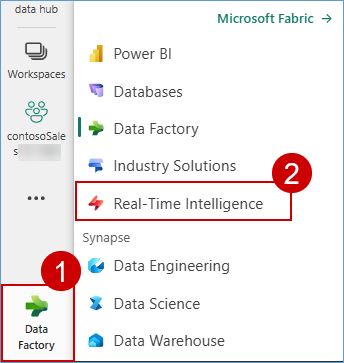 data hub
Workspaces
contosoSale
s
...
1
Data
Factory
Microsoft Fabric →
Power BI
Databases
Data Factory
Industry Solutions
2
Real-Time Intelligence
Synapse
Data Engineering
Data Science
Data Warehouse